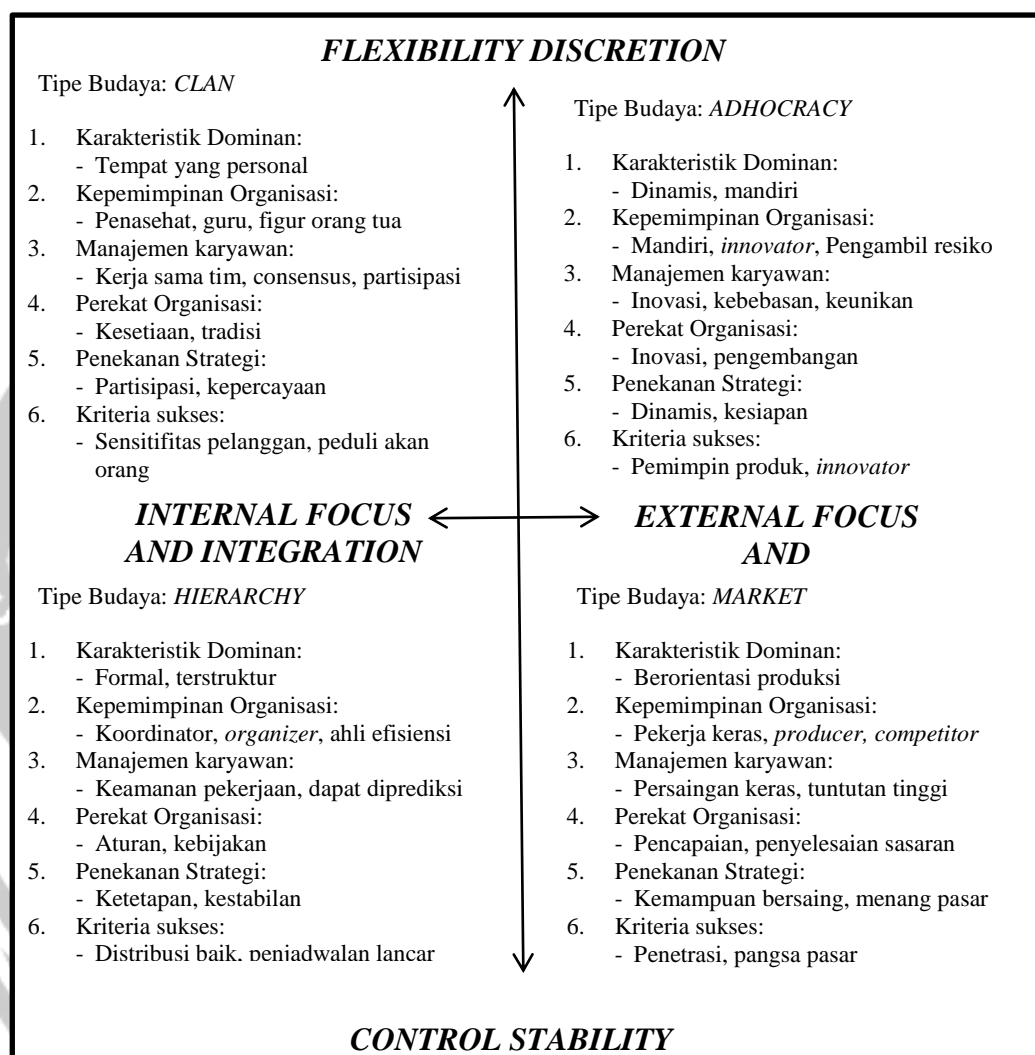 FLEXIBILITY DISCRETION
Tipe Budaya: CLAN
1. Karakteristik Dominan:
- Tempat yang personal
2. Kepemimpinan Organisasi:
- Penasehat, guru, figur orang tua
3. Manajemen karyawan:
- Kerja sama tim, consensus, partisipasi
4. Perekat Organisasi:
- Kesetiaan, tradisi
5. Penekanan Strategi:
- Partisipasi, kepercayaan
6. Kriteria sukses:
- Sensitifitas pelanggan, peduli akan
orang
Tipe Budaya: ADHOCRACY
1. Karakteristik Dominan:
- Dinamis, mandiri
2. Kepemimpinan Organisasi:
- Mandiri, innovator, Pengambil resiko
3. Manajemen karyawan:
- Inovasi, kebebasan, keunikan
4. Perekat Organisasi:
- Inovasi, pengembangan
5. Penekanan Strategi:
- Dinamis, kesiapan
6. Kriteria sukses:
- Pemimpin produk, innovator
INTERNAL FOCUS
AND INTEGRATION
EXTERNAL FOCUS
AND
Tipe Budaya: HIERARCHY
1. Karakteristik Dominan:
- Formal, terstruktur
2. Kepemimpinan Organisasi:
- Koordinator, organizer, ahli efisiensi
3. Manajemen karyawan:
- Keamanan pekerjaan, dapat diprediksi
4. Perekat Organisasi:
- Aturan, kebijakan
5. Penekanan Strategi:
- Ketetapan, kestabilan
6. Kriteria sukses:
- Distribusi baik, penjadwalan lancar
Tipe Budaya: MARKET
1. Karakteristik Dominan:
- Berorientasi produksi
2. Kepemimpinan Organisasi:
- Pekerja keras, producer, competitor
3. Manajemen karyawan:
- Persaingan keras, tuntutan tinggi
4. Perekat Organisasi:
- Pencapaian, penyelesaian sasaran
5. Penekanan Strategi:
- Kemampuan bersaing, menang pasar
6. Kriteria sukses:
- Penetrasi, pangsa pasar
CONTROL STABILITY